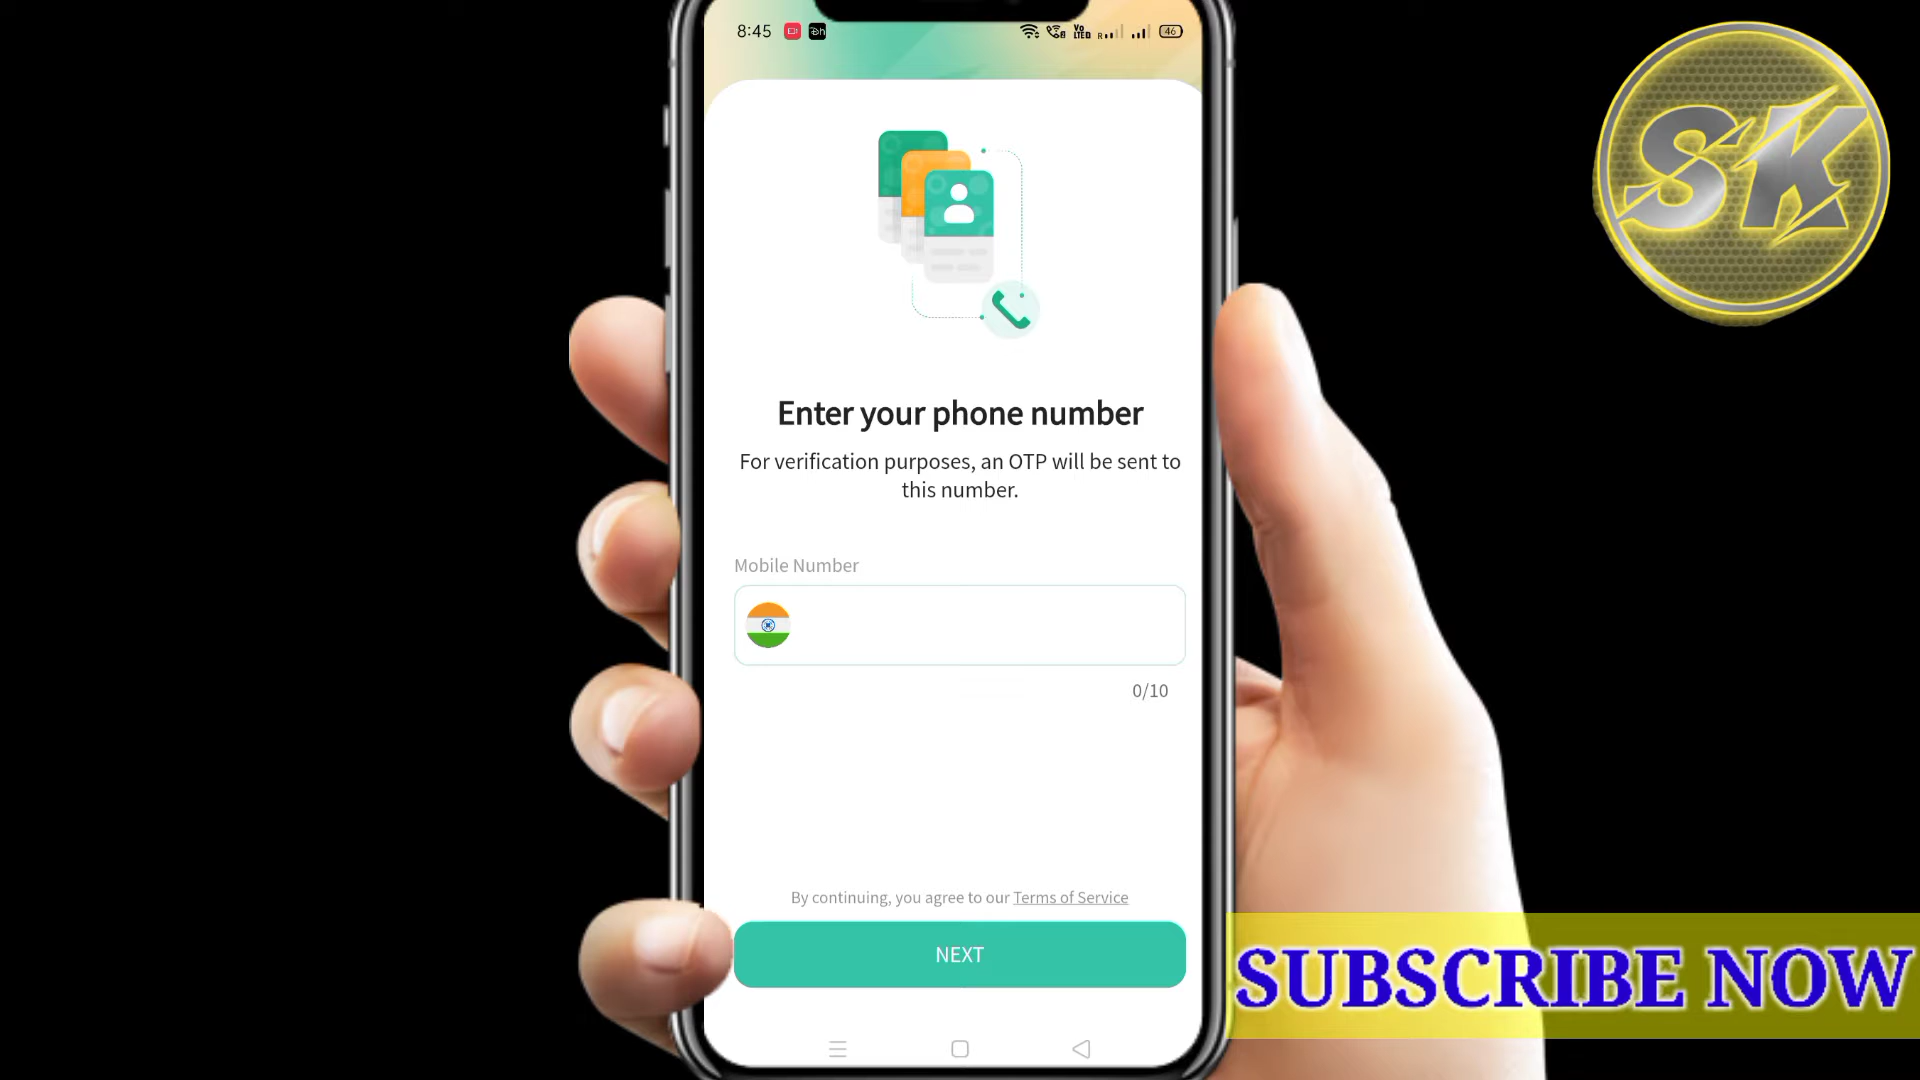 8:45
46
SK
Enter your phone number
For verification purposes, an OTP will be sent to
this number.
Mobile Number
0/10
By continuing, you agree to our Terms of Service
NEXT
SUBSCRIBE NOW